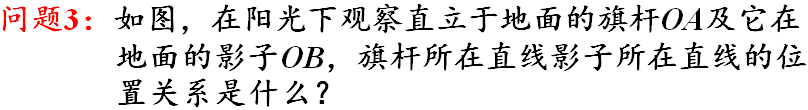 问题3：如图，在阳光下观察直立于地面的旗杆OA及它在
地面的影子OB，旗杆所在直线影子所在直线的位
置关系是什么？